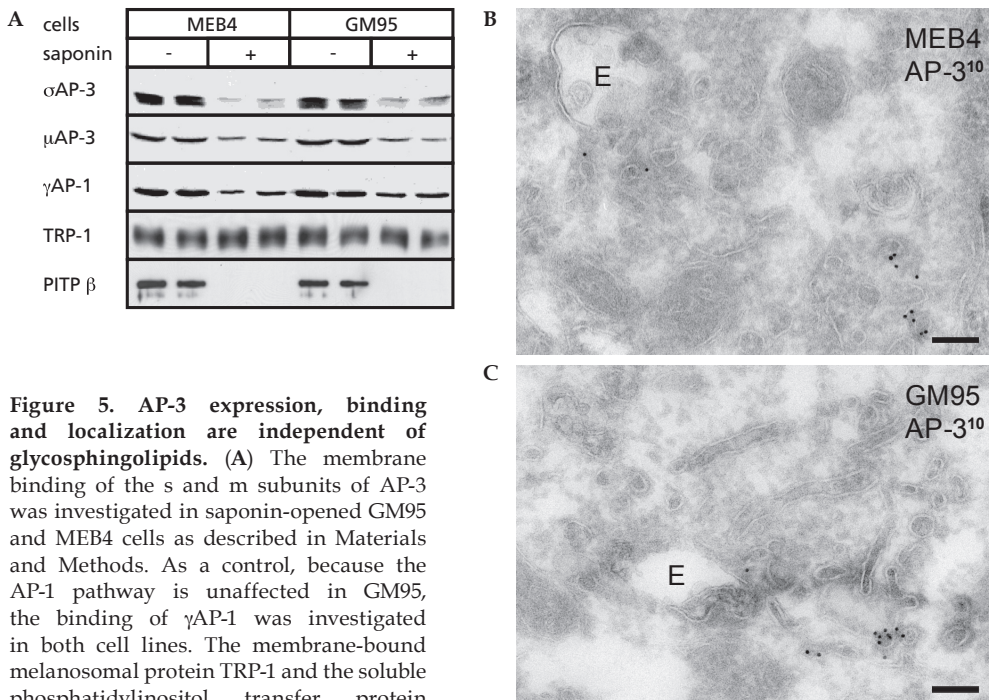 A
cells MEB4 GM95
saponin - + - +
σAP-3
μAP-3
γAP-1
TRP-1
PITP β
B
MEB4
AP-3¹⁰
E
C
GM95
AP-3¹⁰
E
Figure 5. AP-3 expression, binding
and localization are independent of
glycosphingolipids. (A) The membrane
binding of the s and m subunits of AP-3
was investigated in saponin-opened GM95
and MEB4 cells as described in Materials
and Methods. As a control, because the
AP-1 pathway is unaffected in GM95,
the binding of γAP-1 was investigated
in both cell lines. The membrane-bound
melanosomal protein TRP-1 and the soluble
phosphatidylinositol transfer protein